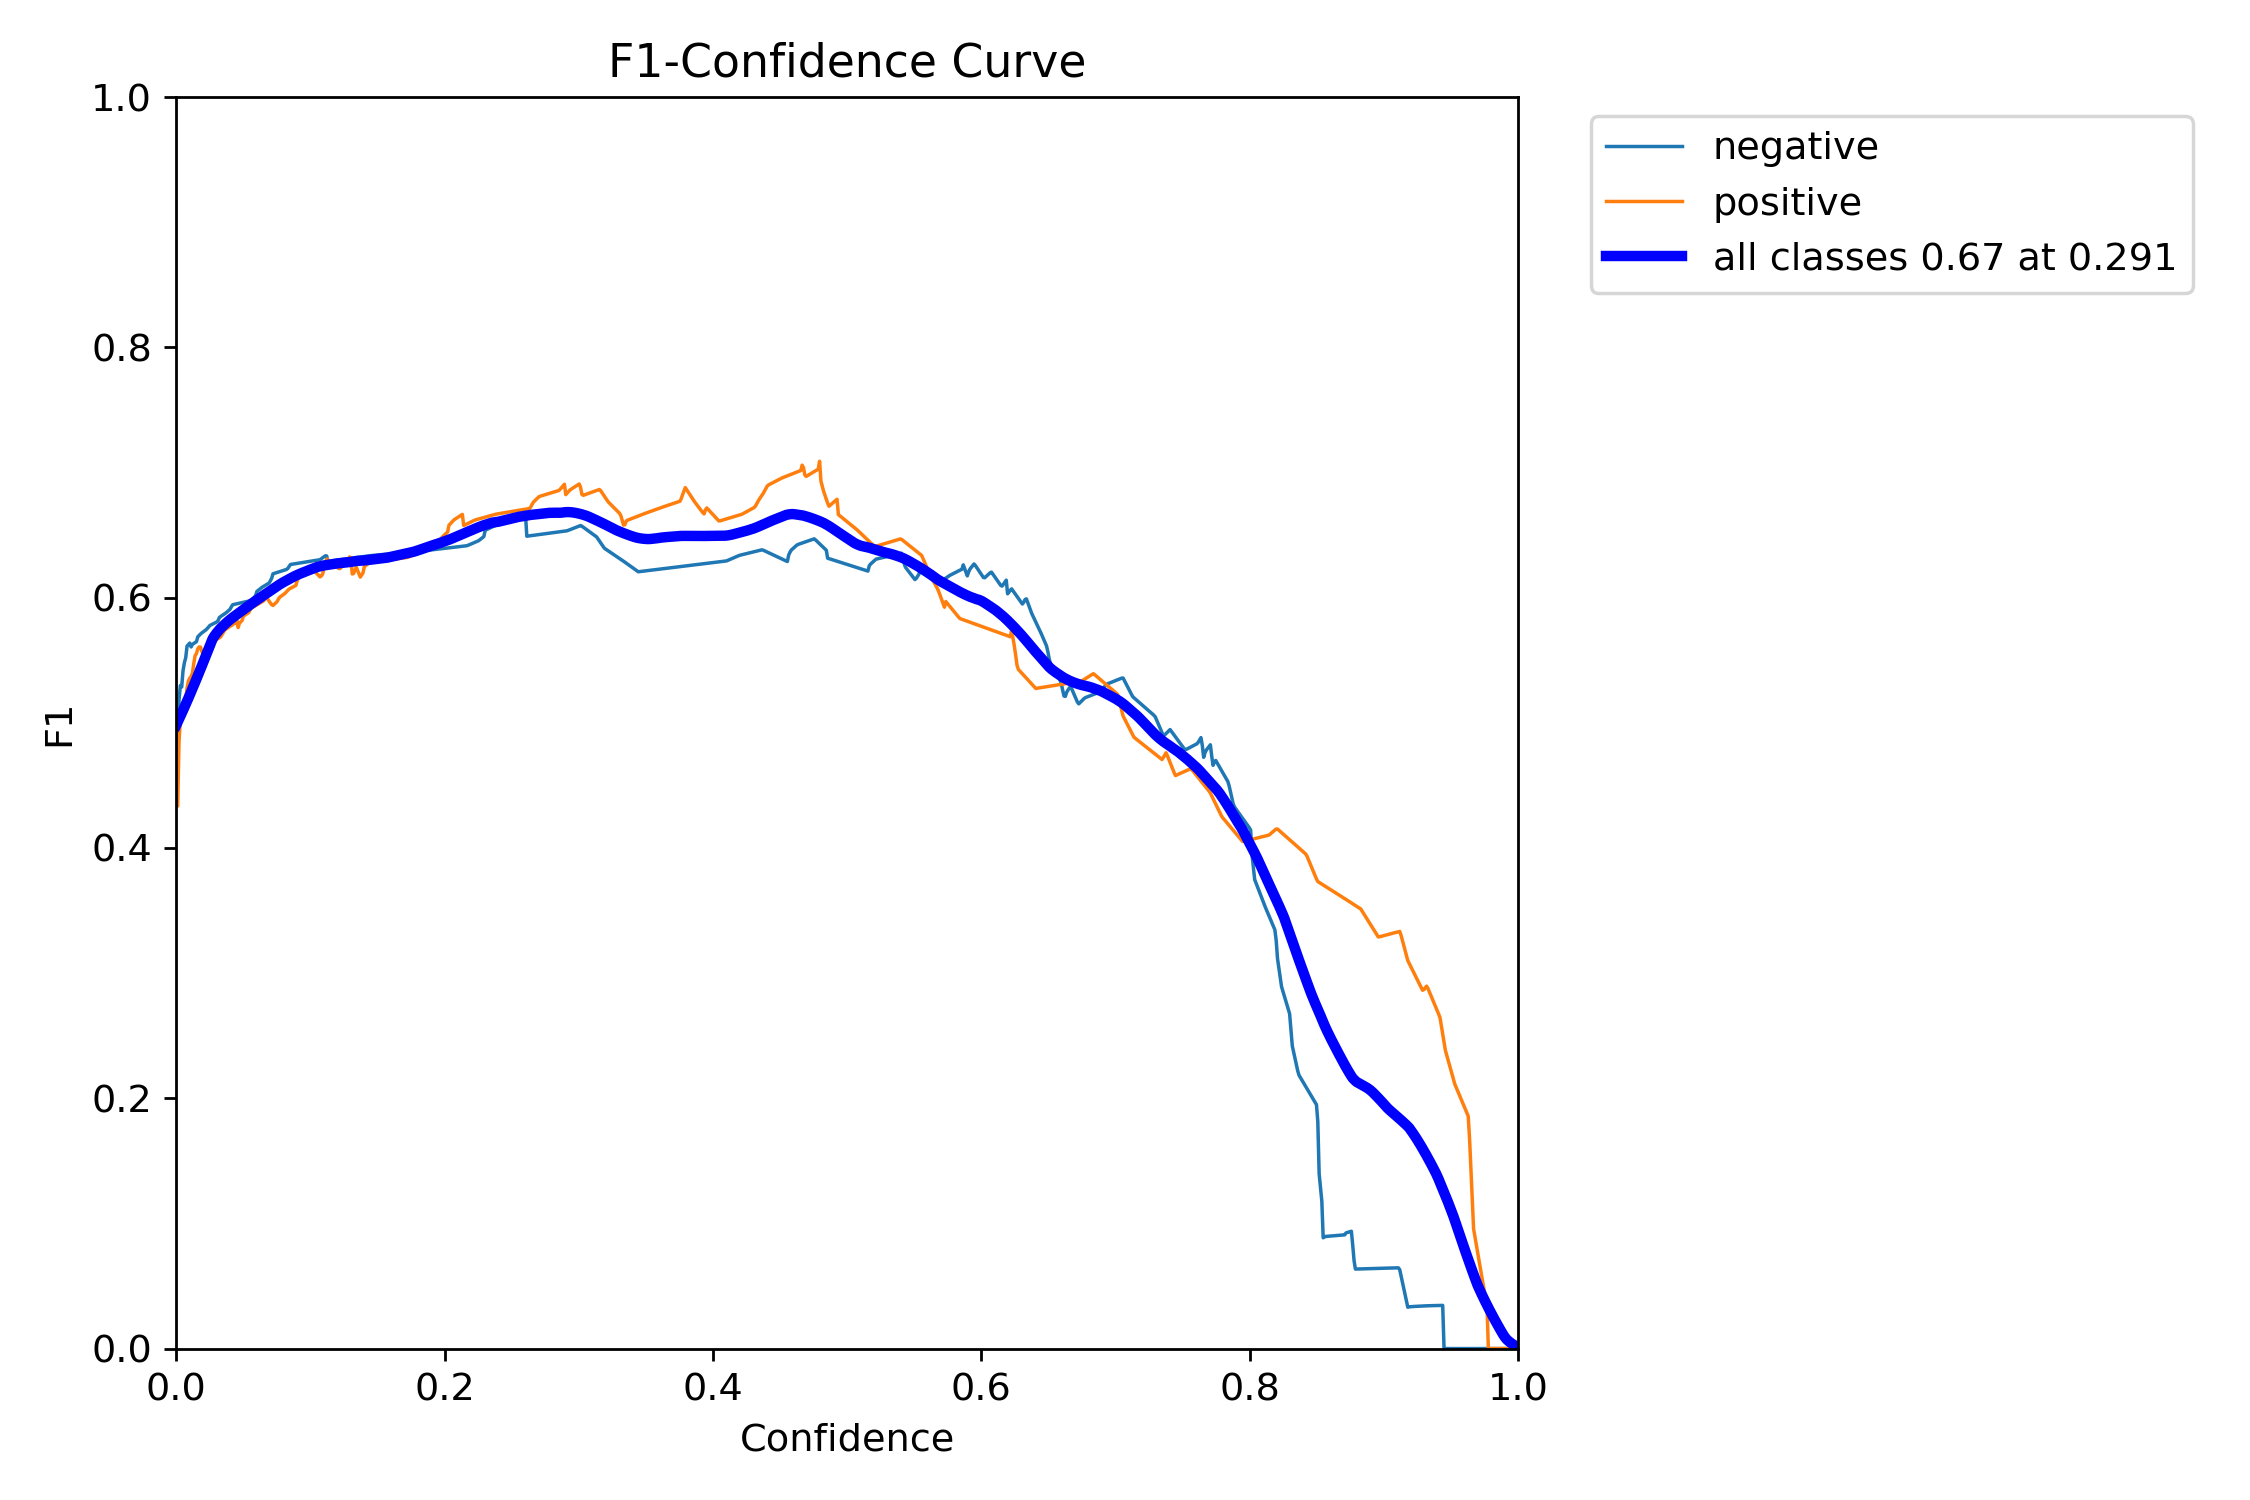 F1-Confidence Curve
negative
positive
all classes 0.67 at 0.291
1.0
0.8
0.6
0.4
0.2
0.0
F1
0.0 0.2 0.4 0.6 0.8 1.0
Confidence